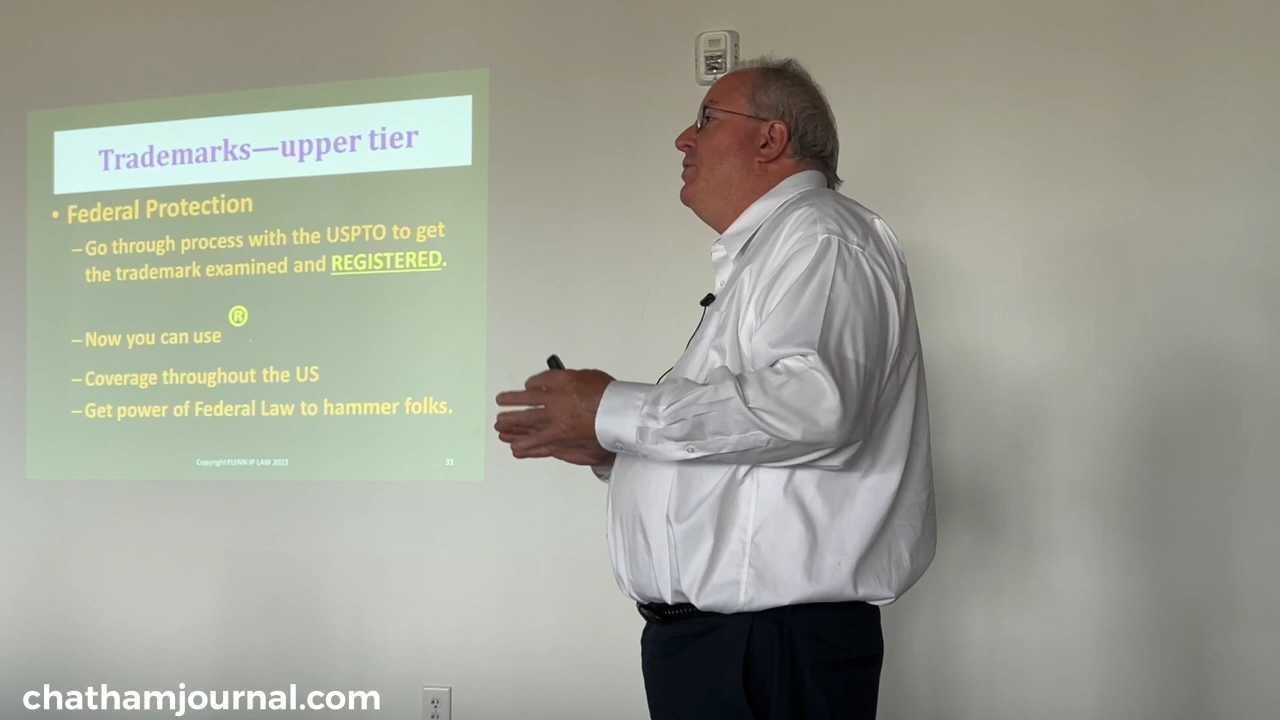 Trademarks—upper tier
• Federal Protection
–Go through process with the USPTO to get
the trademark examined and REGISTERED.
–Now you can use ®
–Coverage throughout the US
–Get power of Federal Law to hammer folks.
Copyright FLYNN IP LAW 2023
31
chathamjournal.com